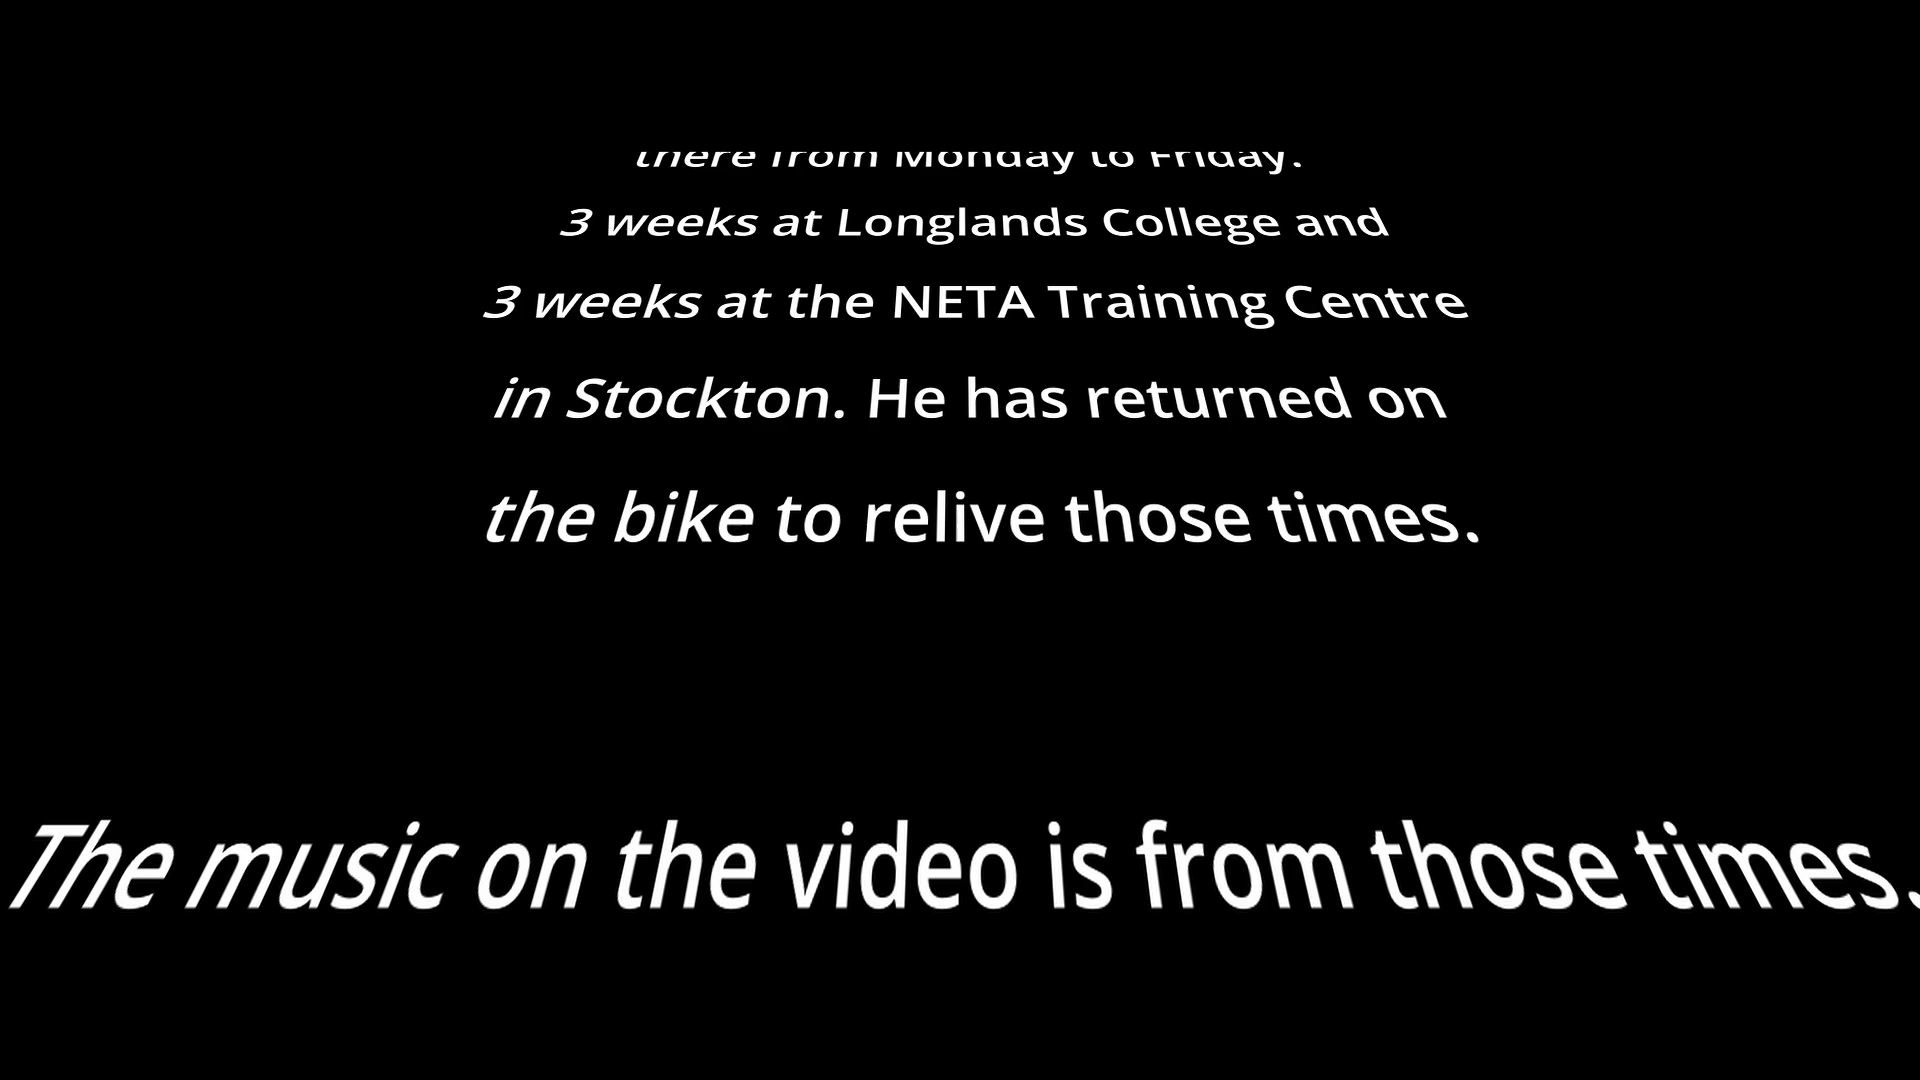 there from Monday to Friday.
3 weeks at Longlands College and
3 weeks at the NETA Training Centre
in Stockton. He has returned on
the bike to relive those times.
The music on the video is from those times.